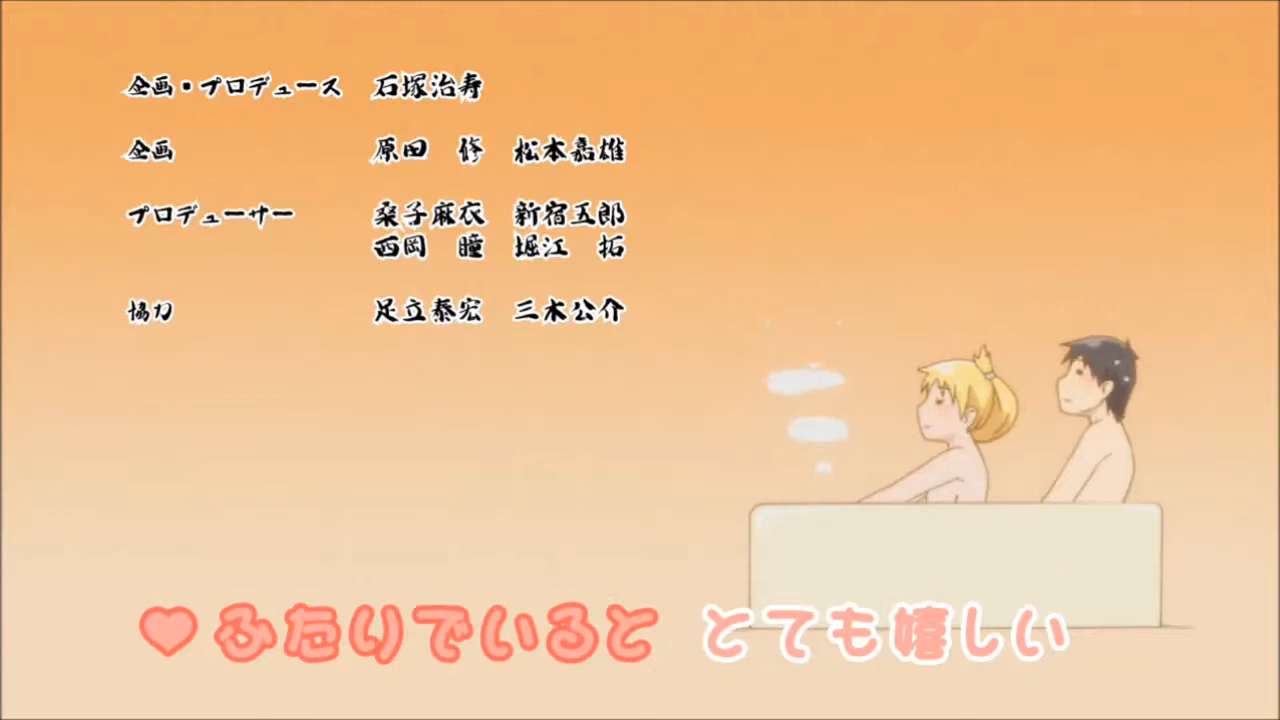 企画・プロデュース 石塚治寿
企画 原田 修 松本嘉雄
プロデューサー 桑子麻衣 新宿五郎
西岡 瞳 堀江 拓
協力 足立泰宏 三木公介
♥ふたりでいると とても嬉しい